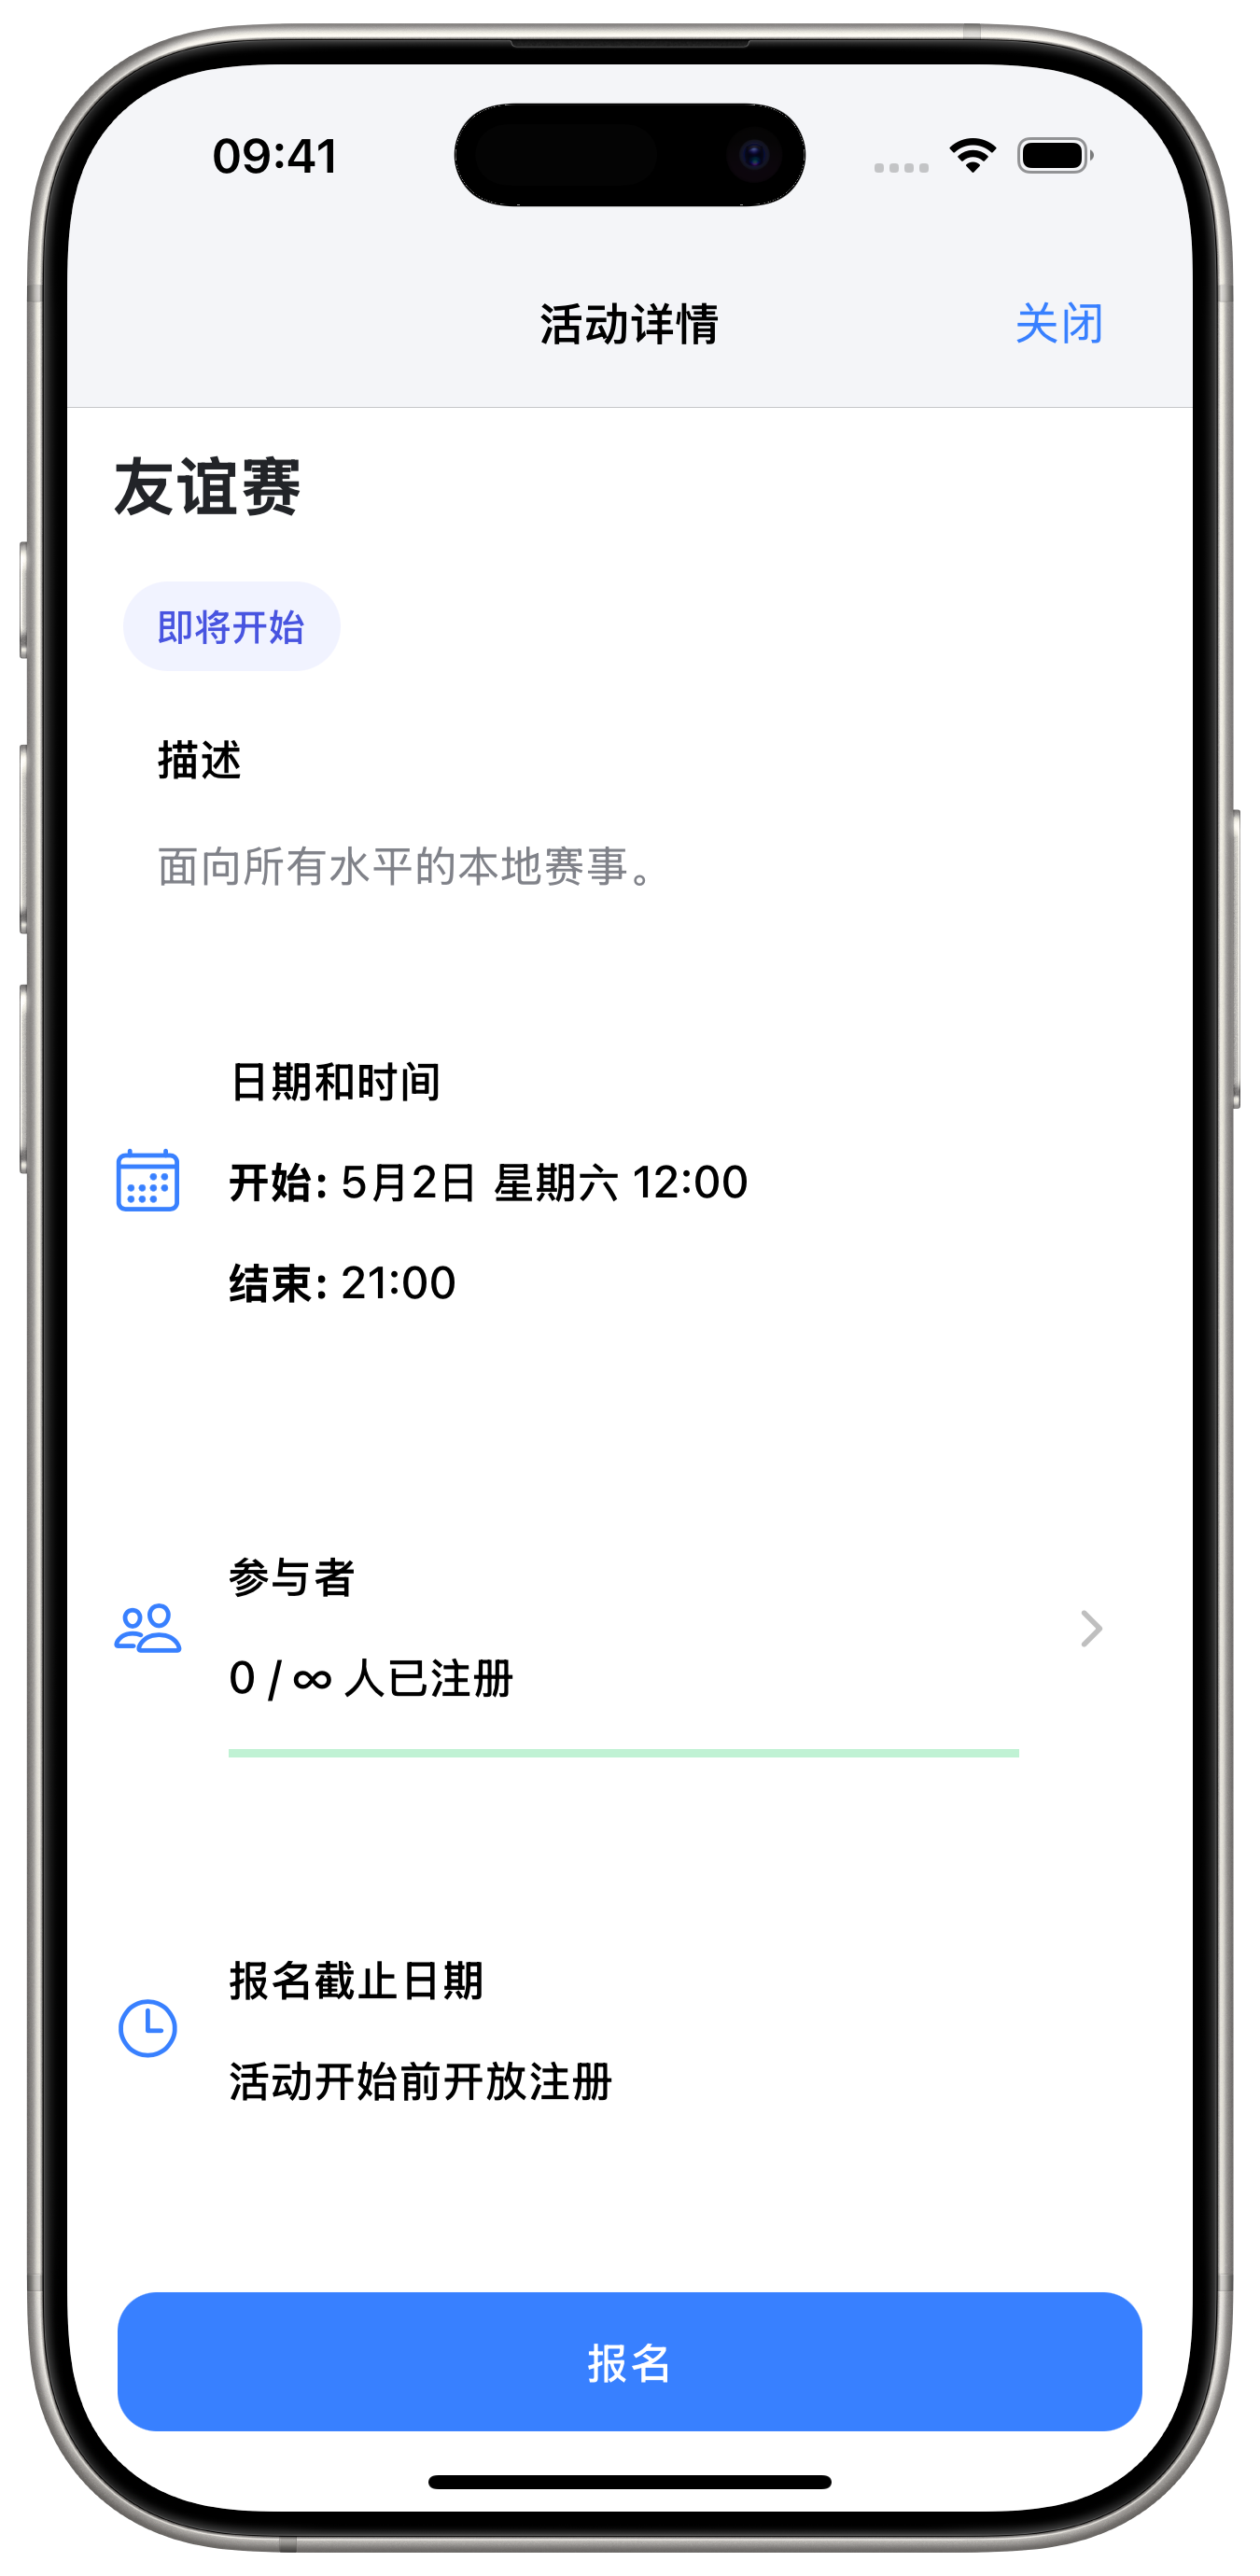 09:41
活动详情
关闭
友谊赛
即将开始
描述
面向所有水平的本地赛事。
日期和时间
开始: 5月2日 星期六 12:00
结束: 21:00
参与者
0 / ∞ 人已注册
报名截止日期
活动开始前开放注册
报名